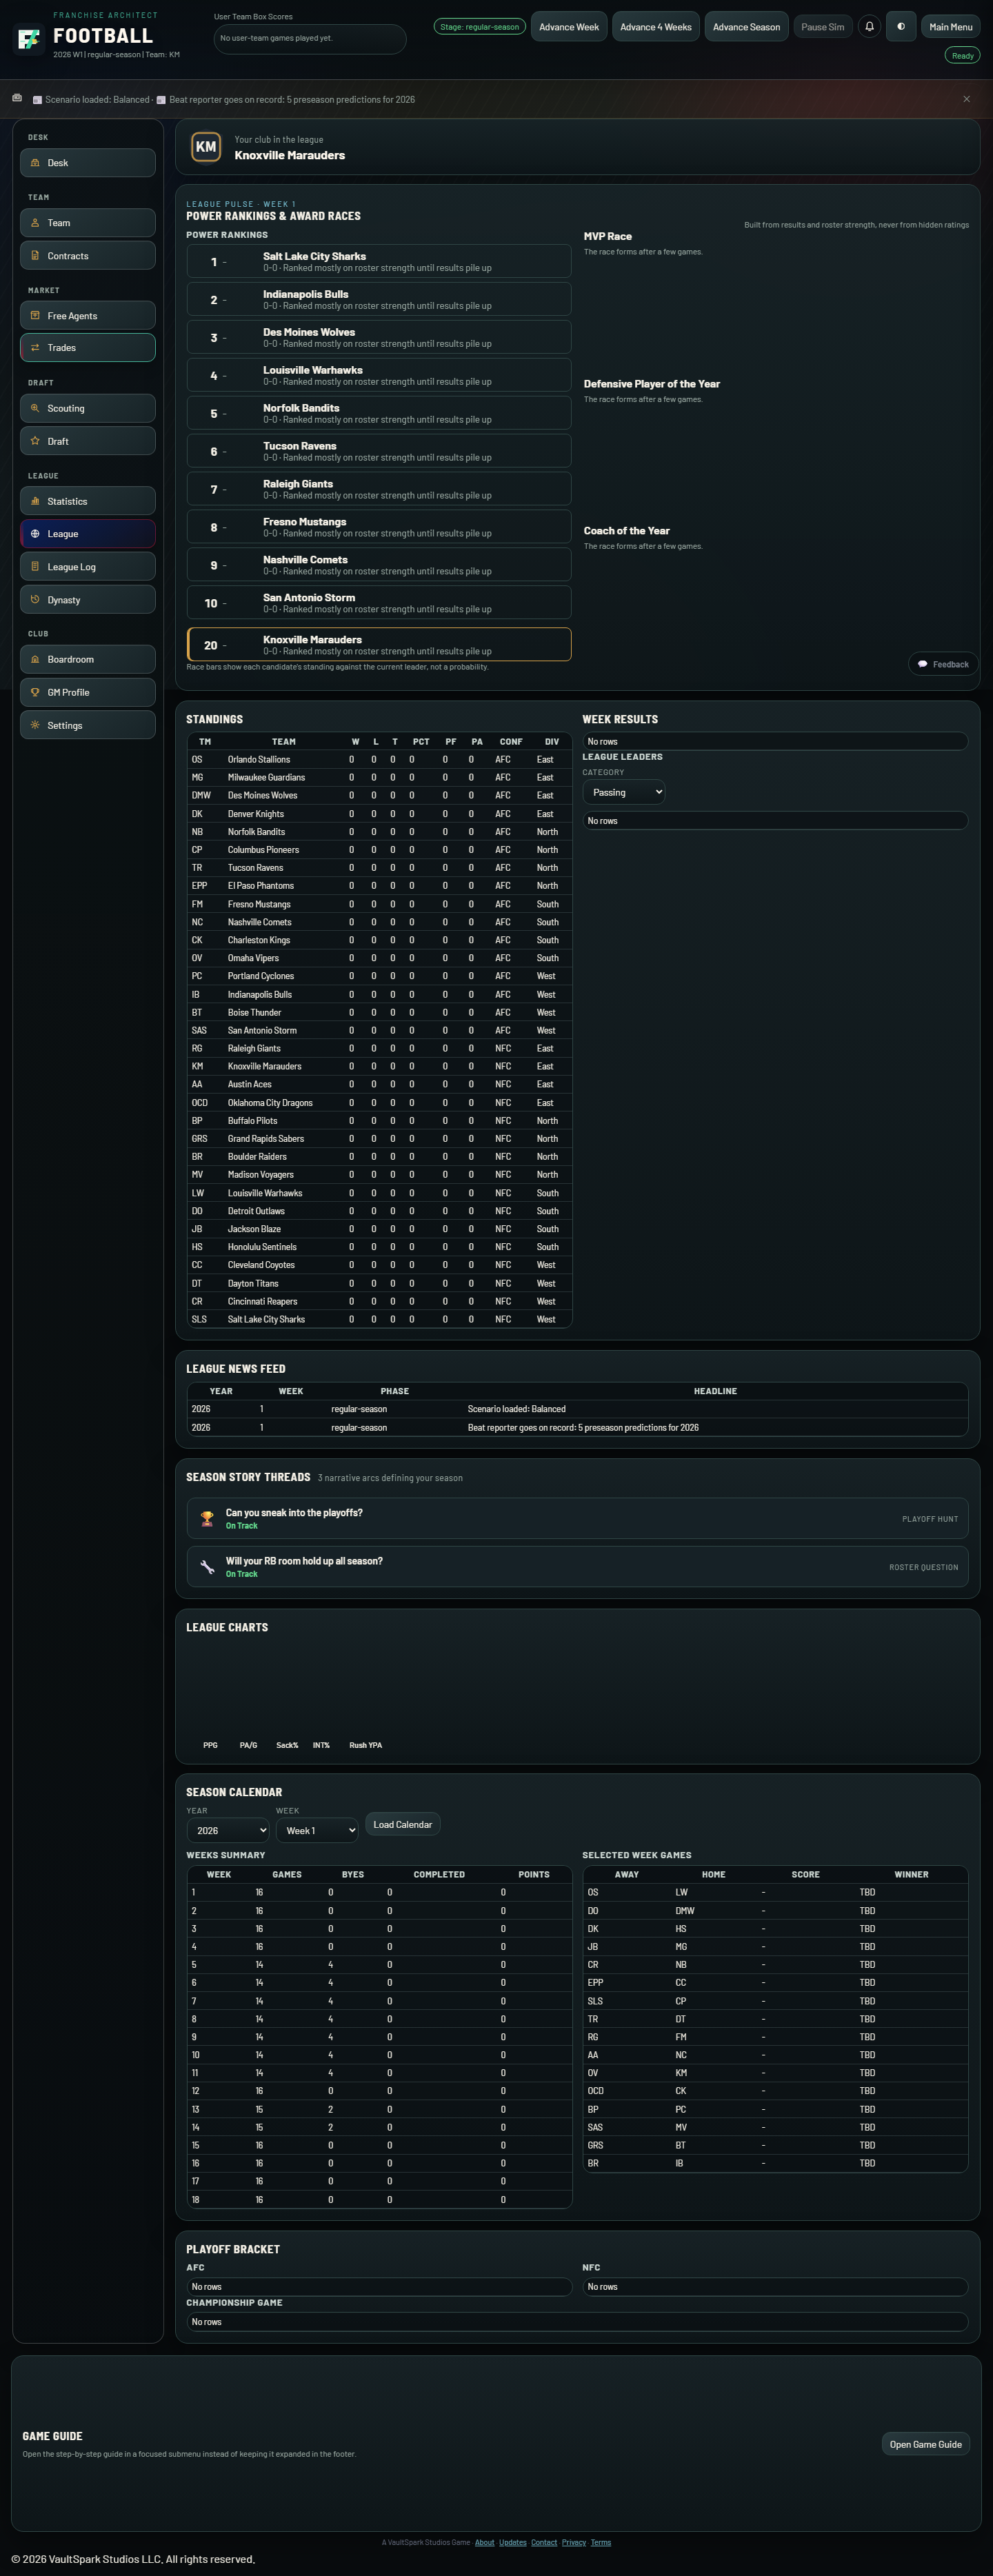 FRANCHISE ARCHITECT
FOOTBALL
2026 W1 | regular-season | Team: KM
User Team Box Scores
No user-team games played yet.
Stage: regular-season
Advance Week
Advance 4 Weeks
Advance Season
Pause Sim
Main Menu
Ready
Scenario loaded: Balanced · Beat reporter goes on record: 5 preseason predictions for 2026
DESK
Desk
TEAM
Team
Contracts
MARKET
Free Agents
Trades
DRAFT
Scouting
Draft
LEAGUE
Statistics
League
League Log
Dynasty
CLUB
Boardroom
GM Profile
Settings
KM
Your club in the league
Knoxville Marauders
LEAGUE PULSE · WEEK 1
POWER RANKINGS & AWARD RACES
Built from results and roster strength, never from hidden ratings
POWER RANKINGS
1 – Salt Lake City Sharks
0-0 · Ranked mostly on roster strength until results pile up
2 – Indianapolis Bulls
0-0 · Ranked mostly on roster strength until results pile up
3 – Des Moines Wolves
0-0 · Ranked mostly on roster strength until results pile up
4 – Louisville Warhawks
0-0 · Ranked mostly on roster strength until results pile up
5 – Norfolk Bandits
0-0 · Ranked mostly on roster strength until results pile up
6 – Tucson Ravens
0-0 · Ranked mostly on roster strength until results pile up
7 – Raleigh Giants
0-0 · Ranked mostly on roster strength until results pile up
8 – Fresno Mustangs
0-0 · Ranked mostly on roster strength until results pile up
9 – Nashville Comets
0-0 · Ranked mostly on roster strength until results pile up
10 – San Antonio Storm
0-0 · Ranked mostly on roster strength until results pile up
20 – Knoxville Marauders
0-0 · Ranked mostly on roster strength until results pile up
Race bars show each candidate's standing against the current leader, not a probability.
MVP Race
The race forms after a few games.
Defensive Player of the Year
The race forms after a few games.
Coach of the Year
The race forms after a few games.
Feedback
STANDINGS
TM TEAM W L T PCT PF PA CONF DIV
OS Orlando Stallions 0 0 0 0 0 0 AFC East
MG Milwaukee Guardians 0 0 0 0 0 0 AFC East
DMW Des Moines Wolves 0 0 0 0 0 0 AFC East
DK Denver Knights 0 0 0 0 0 0 AFC East
NB Norfolk Bandits 0 0 0 0 0 0 AFC North
CP Columbus Pioneers 0 0 0 0 0 0 AFC North
TR Tucson Ravens 0 0 0 0 0 0 AFC North
EPP El Paso Phantoms 0 0 0 0 0 0 AFC North
FM Fresno Mustangs 0 0 0 0 0 0 AFC South
NC Nashville Comets 0 0 0 0 0 0 AFC South
CK Charleston Kings 0 0 0 0 0 0 AFC South
OV Omaha Vipers 0 0 0 0 0 0 AFC South
PC Portland Cyclones 0 0 0 0 0 0 AFC West
IB Indianapolis Bulls 0 0 0 0 0 0 AFC West
BT Boise Thunder 0 0 0 0 0 0 AFC West
SAS San Antonio Storm 0 0 0 0 0 0 AFC West
RG Raleigh Giants 0 0 0 0 0 0 NFC East
KM Knoxville Marauders 0 0 0 0 0 0 NFC East
AA Austin Aces 0 0 0 0 0 0 NFC East
OCD Oklahoma City Dragons 0 0 0 0 0 0 NFC East
BP Buffalo Pilots 0 0 0 0 0 0 NFC North
GRS Grand Rapids Sabers 0 0 0 0 0 0 NFC North
BR Boulder Raiders 0 0 0 0 0 0 NFC North
MV Madison Voyagers 0 0 0 0 0 0 NFC North
LW Louisville Warhawks 0 0 0 0 0 0 NFC South
DO Detroit Outlaws 0 0 0 0 0 0 NFC South
JB Jackson Blaze 0 0 0 0 0 0 NFC South
HS Honolulu Sentinels 0 0 0 0 0 0 NFC South
CC Cleveland Coyotes 0 0 0 0 0 0 NFC West
DT Dayton Titans 0 0 0 0 0 0 NFC West
CR Cincinnati Reapers 0 0 0 0 0 0 NFC West
SLS Salt Lake City Sharks 0 0 0 0 0 0 NFC West
WEEK RESULTS
No rows
LEAGUE LEADERS
CATEGORY
Passing
No rows
LEAGUE NEWS FEED
YEAR WEEK PHASE HEADLINE
2026 1 regular-season Scenario loaded: Balanced
2026 1 regular-season Beat reporter goes on record: 5 preseason predictions for 2026
SEASON STORY THREADS 3 narrative arcs defining your season
Can you sneak into the playoffs?
On Track
PLAYOFF HUNT
Will your RB room hold up all season?
On Track
ROSTER QUESTION
LEAGUE CHARTS
PPG PA/G Sack% INT% Rush YPA
SEASON CALENDAR
YEAR WEEK
2026 Week 1 Load Calendar
WEEKS SUMMARY
WEEK GAMES BYES COMPLETED POINTS
1 16 0 0 0
2 16 0 0 0
3 16 0 0 0
4 16 0 0 0
5 14 4 0 0
6 14 4 0 0
7 14 4 0 0
8 14 4 0 0
9 14 4 0 0
10 14 4 0 0
11 14 4 0 0
12 16 0 0 0
13 15 2 0 0
14 15 2 0 0
15 16 0 0 0
16 16 0 0 0
17 16 0 0 0
18 16 0 0 0
SELECTED WEEK GAMES
AWAY HOME SCORE WINNER
OS LW - TBD
DO DMW - TBD
DK HS - TBD
JB MG - TBD
CR NB - TBD
EPP CC - TBD
SLS CP - TBD
TR DT - TBD
RG FM - TBD
AA NC - TBD
OV KM - TBD
OCD CK - TBD
BP PC - TBD
SAS MV - TBD
GRS BT - TBD
BR IB - TBD
PLAYOFF BRACKET
AFC
No rows
NFC
No rows
CHAMPIONSHIP GAME
No rows
GAME GUIDE
Open the step-by-step guide in a focused submenu instead of keeping it expanded in the footer.
Open Game Guide
A VaultSpark Studios Game · About · Updates · Contact · Privacy · Terms
© 2026 VaultSpark Studios LLC. All rights reserved.